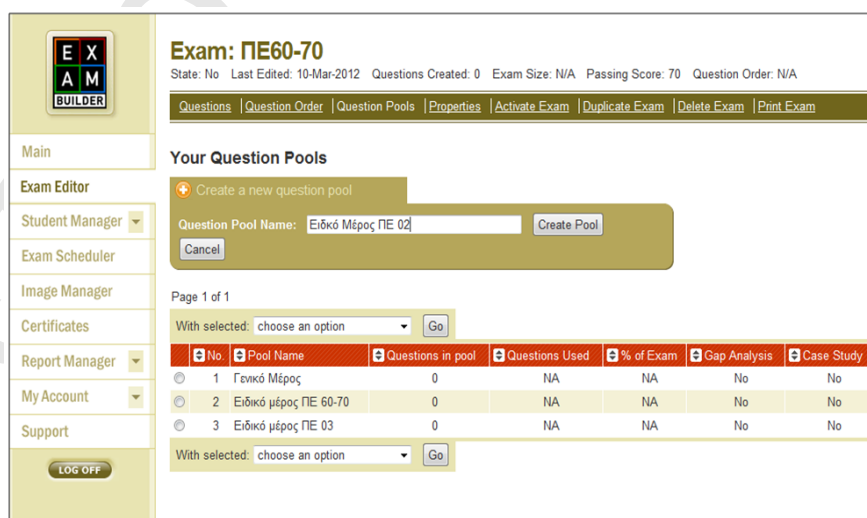 E X
A M
BUILDER
Main
Exam Editor
Student Manager
Exam Scheduler
Image Manager
Certificates
Report Manager
My Account
Support
LOG OFF
Exam: ΠΕ60-70
State: No Last Edited: 10-Mar-2012 Questions Created: 0 Exam Size: N/A Passing Score: 70 Question Order: N/A
Questions | Question Order | Question Pools | Properties | Activate Exam | Duplicate Exam | Delete Exam | Print Exam
Your Question Pools
Create a new question pool
Question Pool Name: Ειδκό Μέρος ΠΕ 02 Create Pool
Cancel
Page 1 of 1
With selected: choose an option Go
No. Pool Name Questions in pool Questions Used % of Exam Gap Analysis Case Study
1 Γενικό Μέρος 0 NA NA No No
2 Ειδικό μέρος ΠΕ 60-70 0 NA NA No No
3 Ειδικό μέρος ΠΕ 03 0 NA NA No No
With selected: choose an option Go